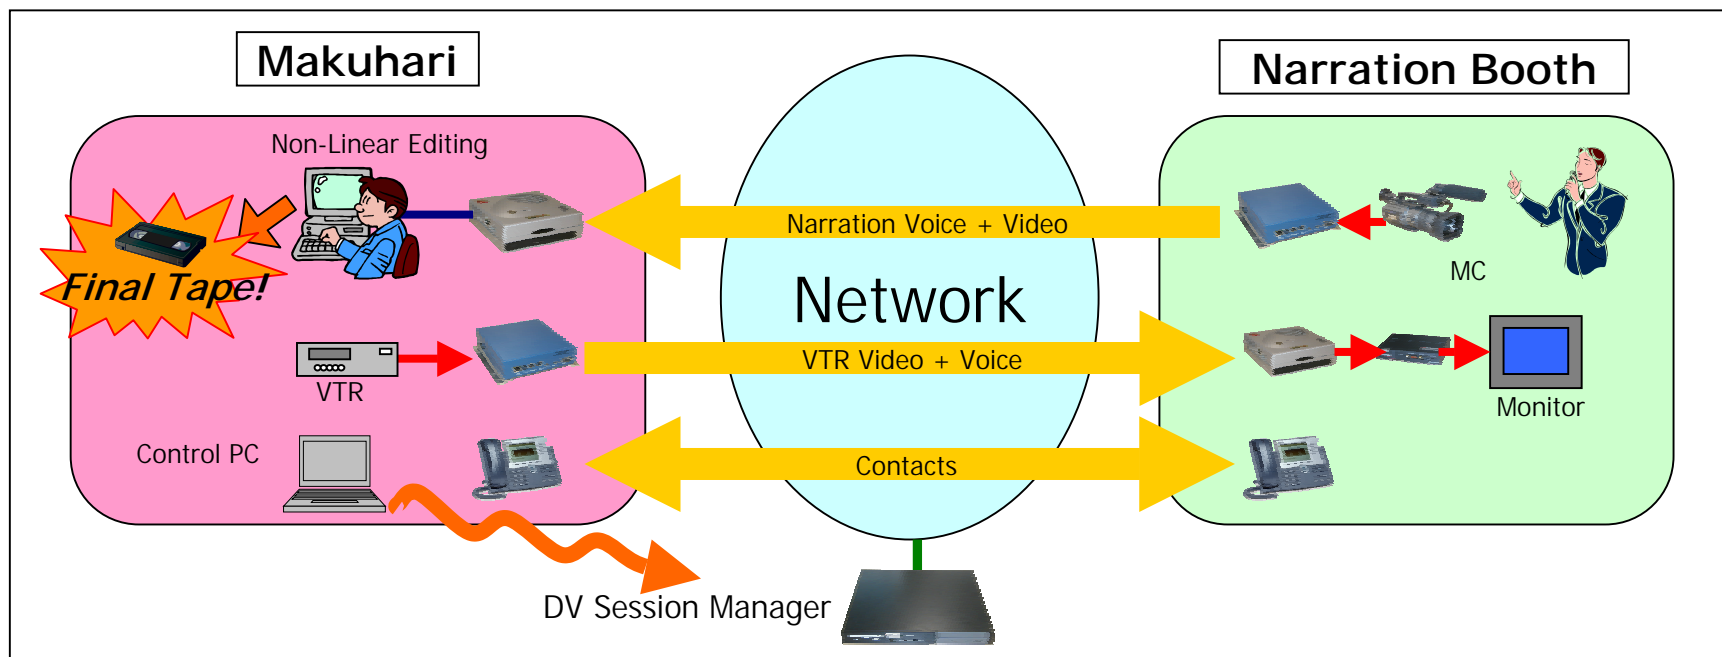 Makuhari
Narration Booth
Non-Linear Editing
Final Tape!
Narration Voice + Video
MC
Network
VTR
VTR Video + Voice
Monitor
Control PC
Contacts
DV Session Manager